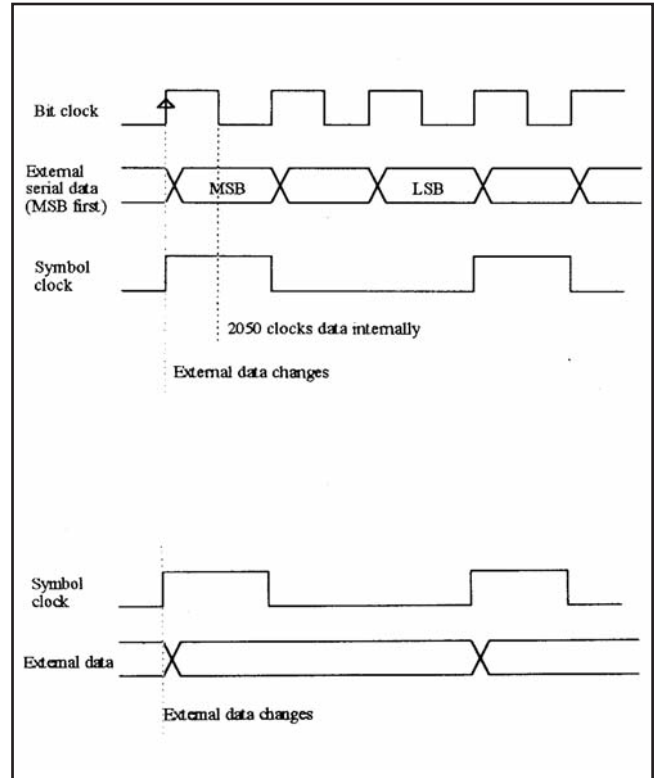 Bit clock
External
serial data
(MSB first)
MSB
LSB
Symbol
clock
2050 clocks data internally
External data changes
Symbol
clock
External data
External data changes